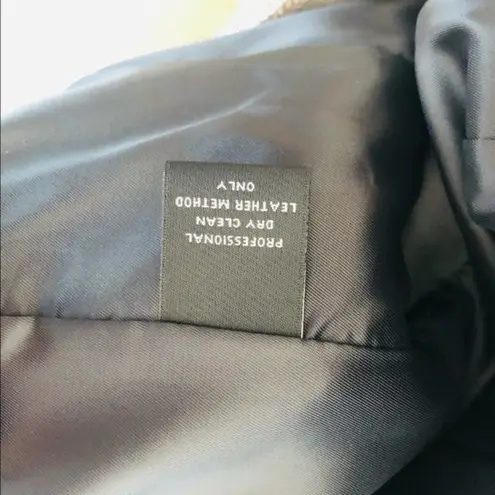 PROFESSIONAL
DRY CLEAN
LEATHER METHOD
ONLY